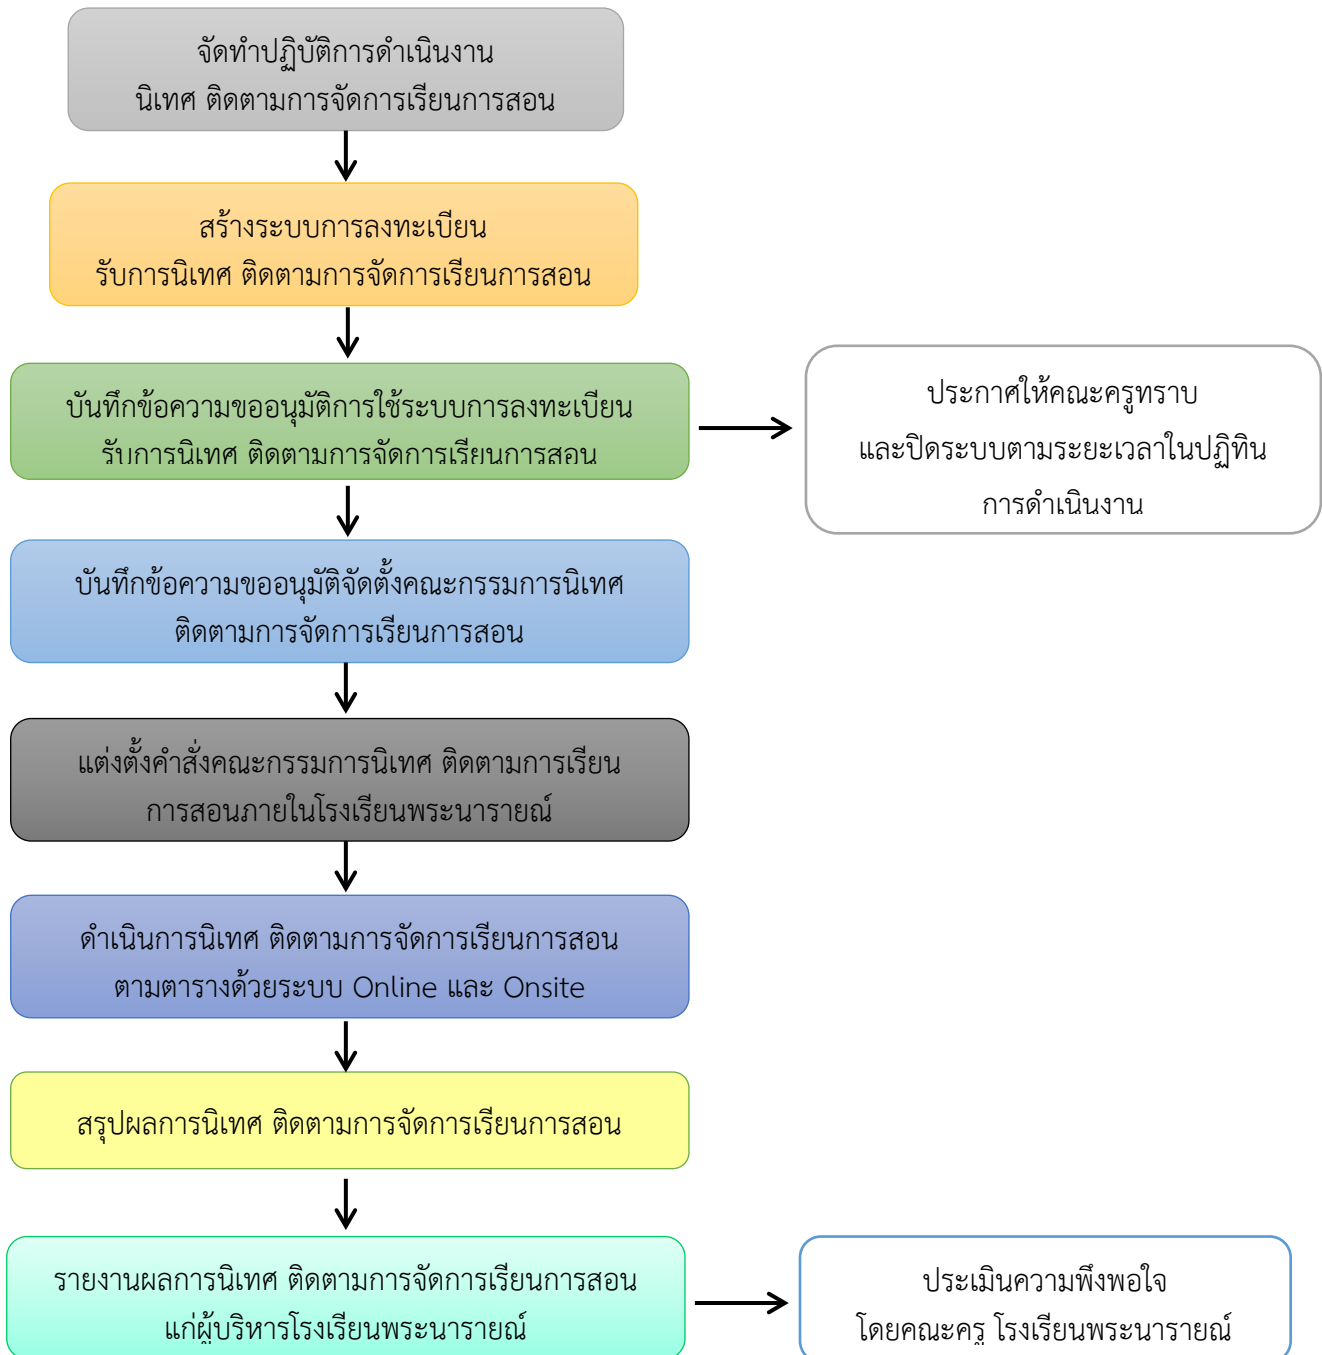 จัดทำปฏิบัติการดำเนินงาน
นิเทศ ติดตามการจัดการเรียนการสอน
สร้างระบบการลงทะเบียน
รับการนิเทศ ติดตามการจัดการเรียนการสอน
บันทึกข้อความขออนุมัติการใช้ระบบการลงทะเบียน
รับการนิเทศ ติดตามการจัดการเรียนการสอน
ประกาศให้คณะครูทราบ
และปิดระบบตามระยะเวลาในปฏิทิน
การดำเนินงาน
บันทึกข้อความขออนุมัติจัดตั้งคณะกรรมการนิเทศ
ติดตามการจัดการเรียนการสอน
แต่งตั้งคำสั่งคณะกรรมการนิเทศ ติดตามการเรียน
การสอนภายในโรงเรียนพระนารายณ์
ดำเนินการนิเทศ ติดตามการจัดการเรียนการสอน
ตามตารางด้วยระบบ Online และ Onsite
สรุปผลการนิเทศ ติดตามการจัดการเรียนการสอน
รายงานผลการนิเทศ ติดตามการจัดการเรียนการสอน
แก่ผู้บริหารโรงเรียนพระนารายณ์
ประเมินความพึงพอใจ
โดยคณะครู โรงเรียนพระนารายณ์